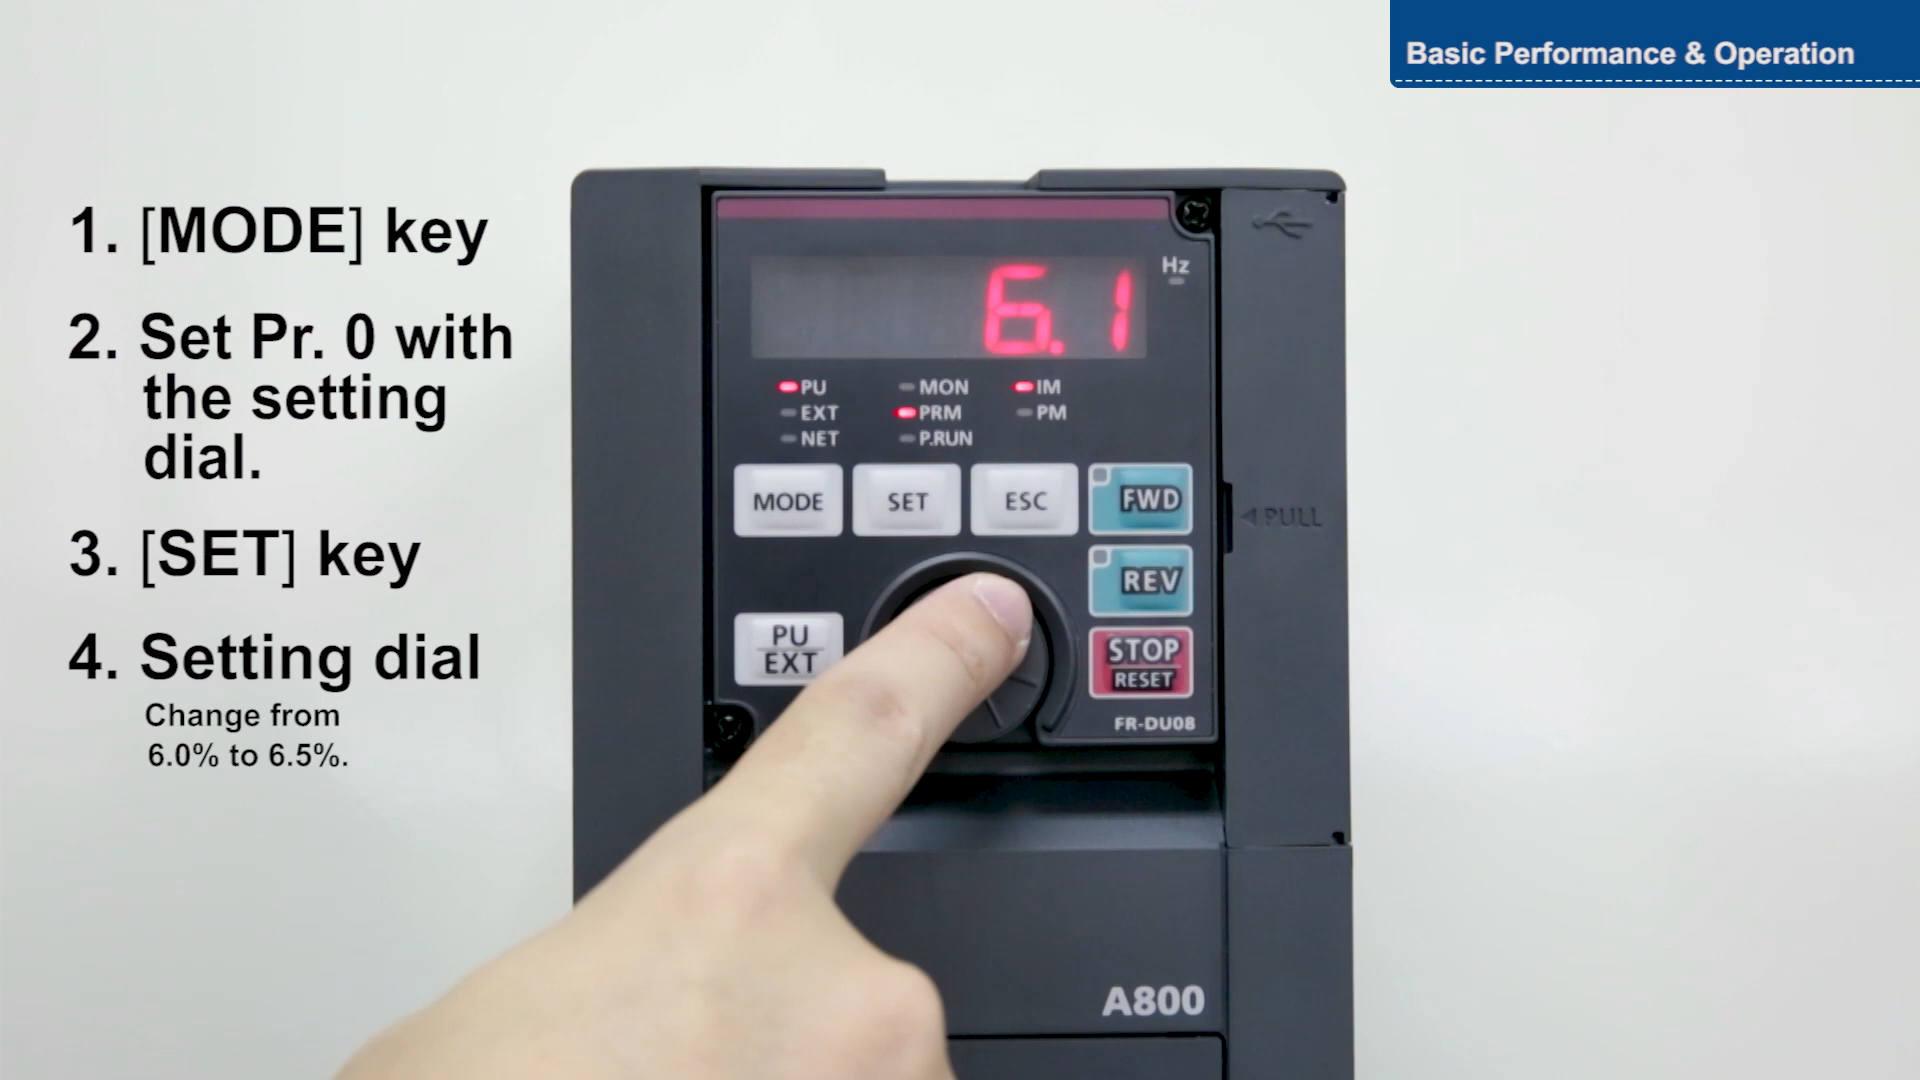 Basic Performance & Operation
1. [MODE] key
2. Set Pr. 0 with
the setting
dial.
3. [SET] key
4. Setting dial
Change from
6.0% to 6.5%.
6.1
Hz
PU
MON
IM
EXT
PRM
PM
NET
P.RUN
MODE
SET
ESC
FWD
REV
PU
EXT
STOP
RESET
FR-DU08
PULL
A800